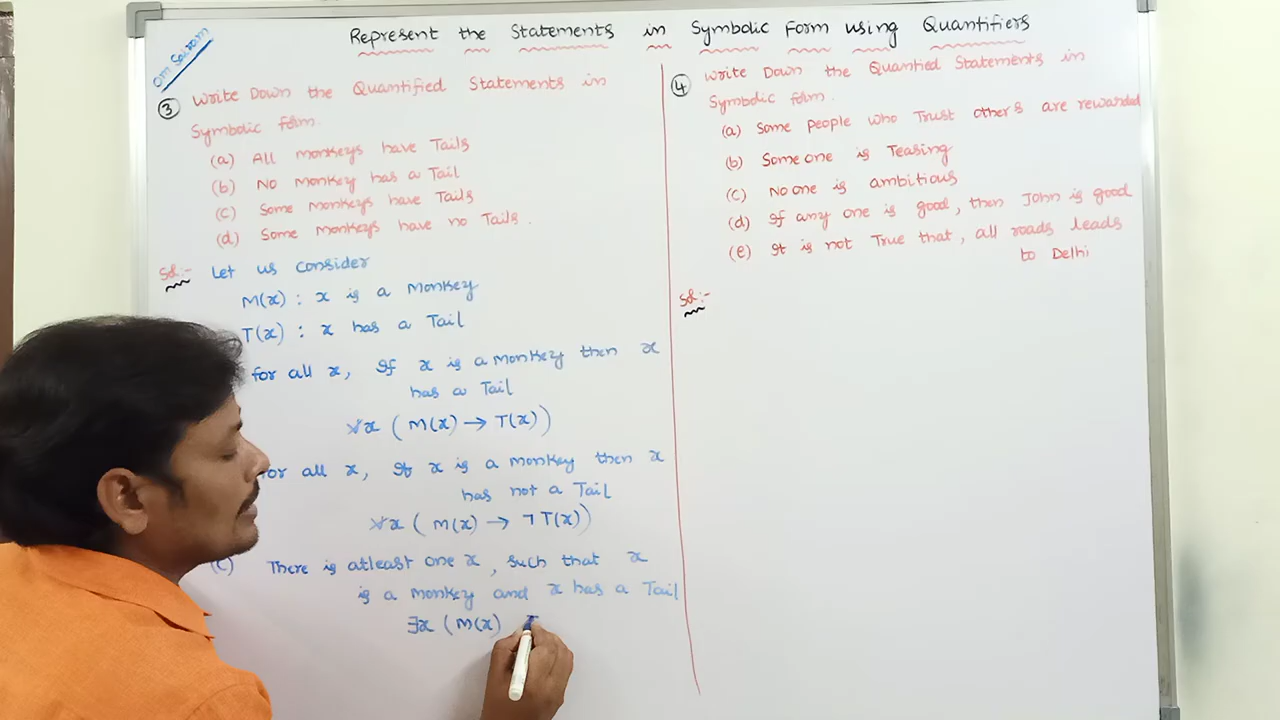 Om Sairam
Represent the Statements in Symbolic Form using Quantifiers
③ Write Down the Quantified Statements in
Symbolic form.
(a) All monkeys have Tails
(b) No monkey has a Tail
(c) Some monkeys have Tails
(d) Some monkeys have no Tails.
Sol:- Let us consider
M(x) : x is a monkey
T(x) : x has a Tail
for all x, If x is a monkey then x
has a Tail
∀x (M(x) → T(x))
for all x, If x is a monkey then x
has not a Tail
∀x (M(x) → ¬T(x))
(c) There is atleast one x, such that x
is a monkey and x has a Tail
∃x (M(x)
④ Write Down the Quantied Statements in
Symbolic form.
(a) Some people who Trust others are rewarded
(b) Some one is Teasing
(c) No one is ambitious
(d) If any one is good, then John is good
(e) It is not True that, all roads leads
to Delhi
Sol:-